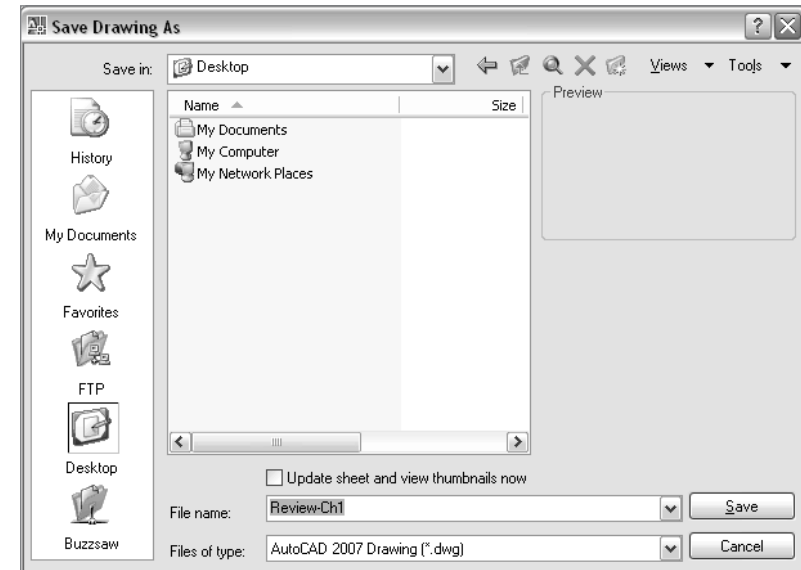 Save Drawing As
Save in: Desktop Views Tools
History
My Documents
Favorites
FTP
Desktop
Buzzsaw
Name Size
My Documents
My Computer
My Network Places
Preview
Update sheet and view thumbnails now
File name: Review-Ch1 Save
Files of type: AutoCAD 2007 Drawing (*.dwg) Cancel